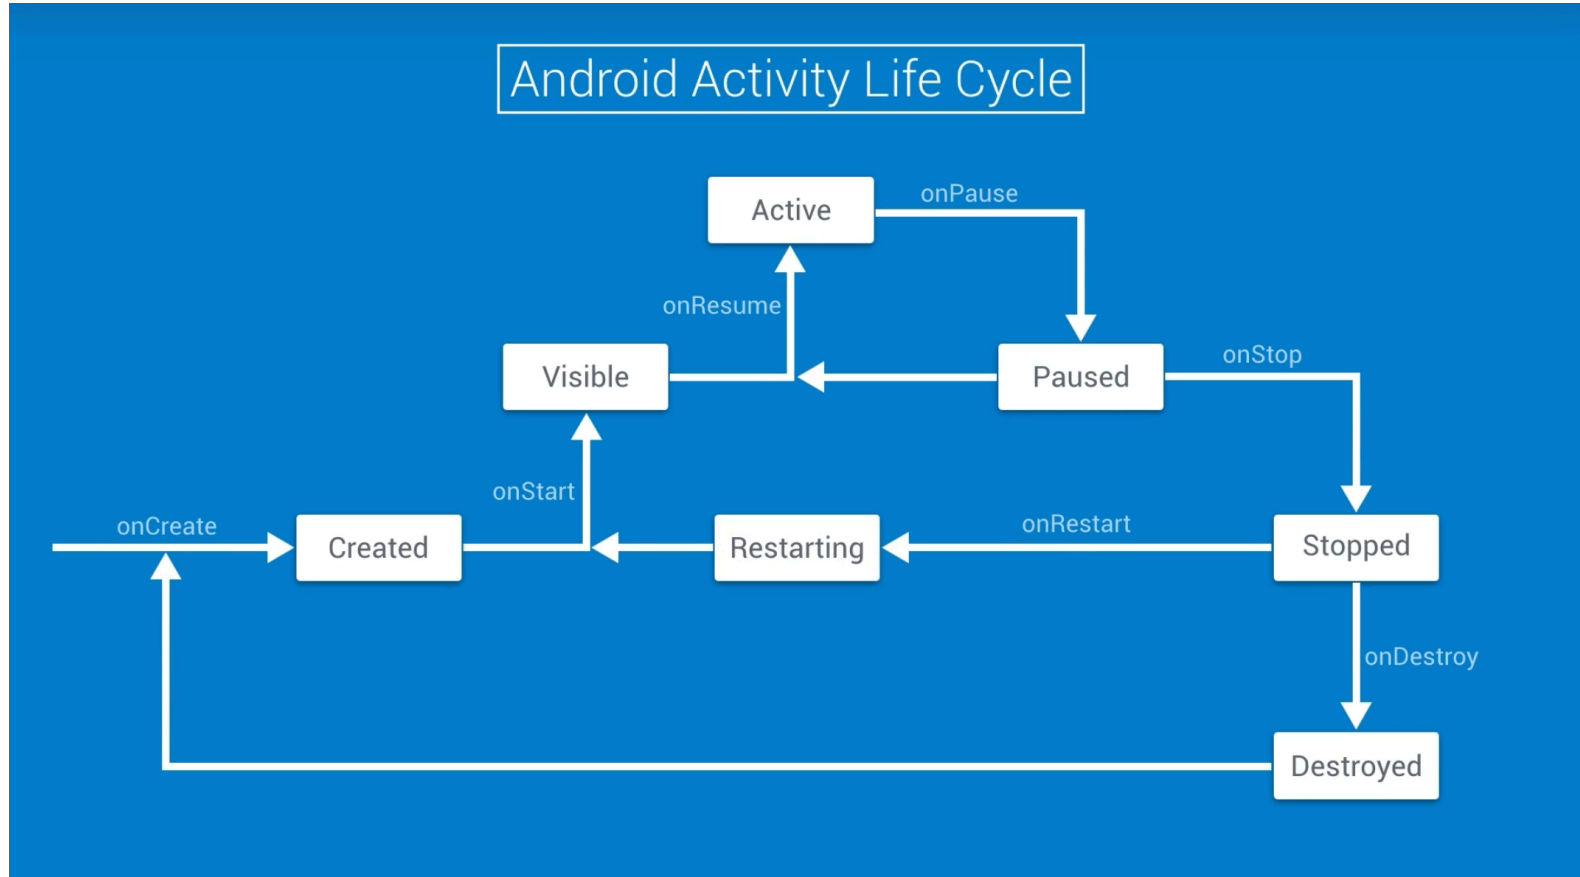 Android Activity Life Cycle
Active
onPause
onResume
Visible
Paused
onStop
onStart
onCreate
Created
Restarting
onRestart
Stopped
onDestroy
Destroyed